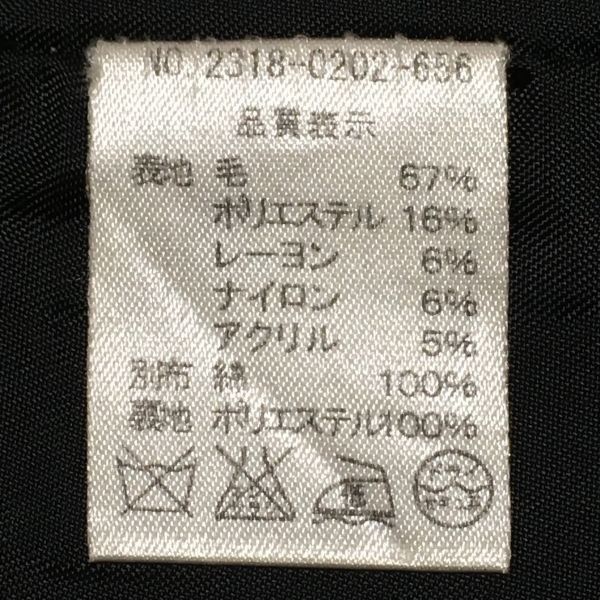 NO.2318-0202-656
品質表示
表地 毛 67%
ポリエステル 16%
レーヨン 6%
ナイロン 6%
アクリル 5%
別布 綿 100%
裏地 ポリエステル100%